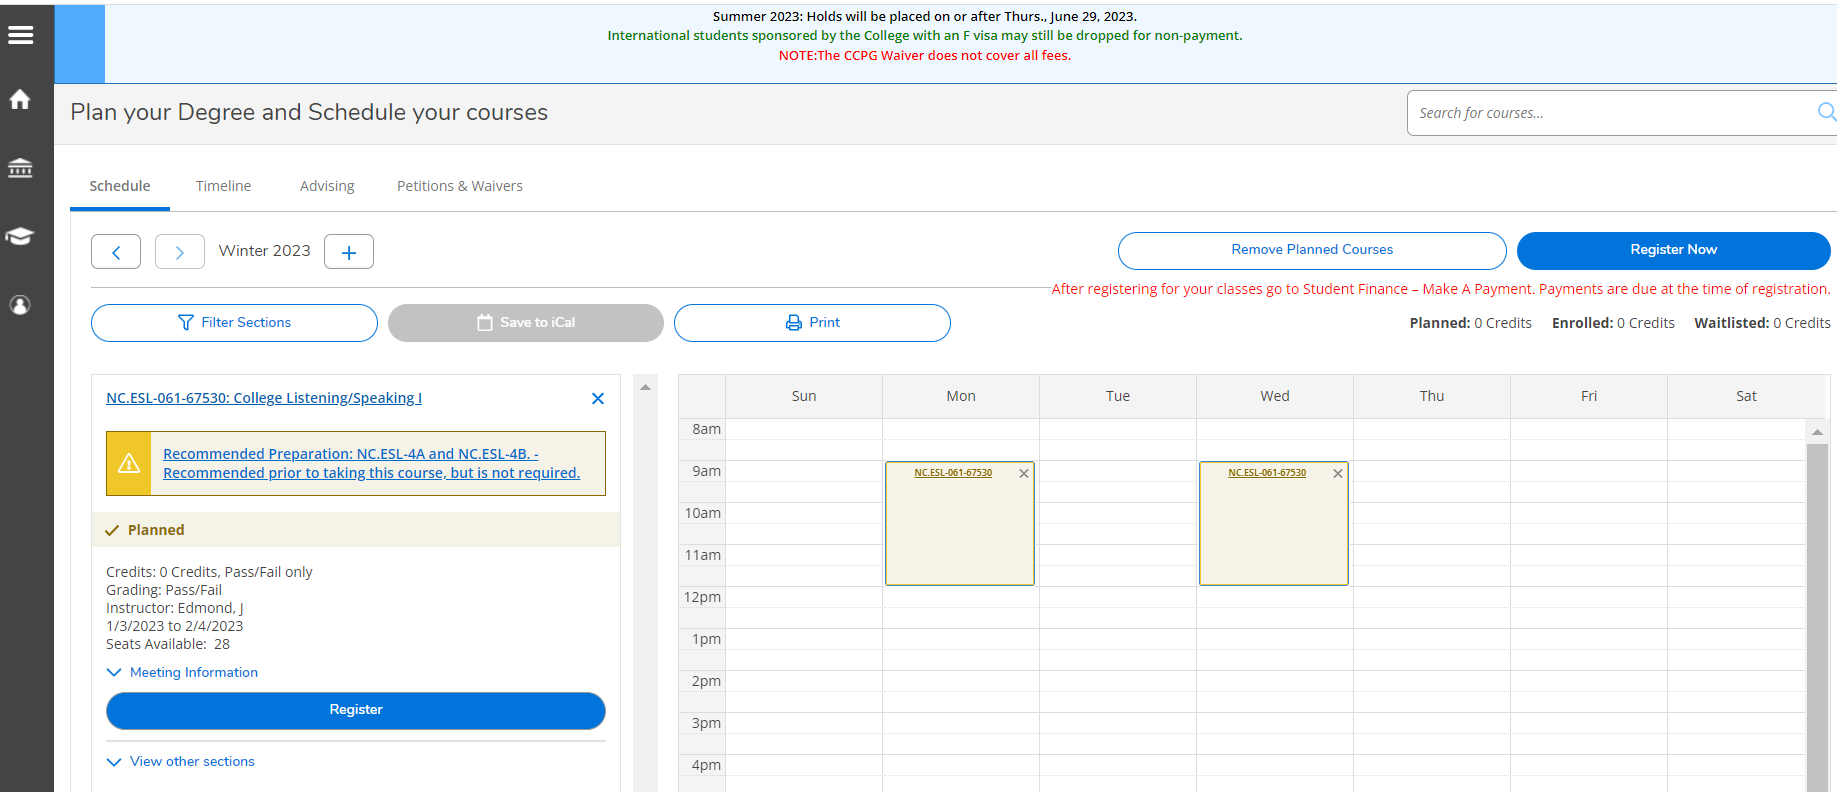 Summer 2023: Holds will be placed on or after Thurs., June 29, 2023.
International students sponsored by the College with an F visa may still be dropped for non-payment.
NOTE:The CCPG Waiver does not cover all fees.
Plan your Degree and Schedule your courses
Search for courses...
Schedule Timeline Advising Petitions & Waivers
Winter 2023
Remove Planned Courses Register Now
After registering for your classes go to Student Finance – Make A Payment. Payments are due at the time of registration.
Filter Sections Save to iCal Print
Planned: 0 Credits Enrolled: 0 Credits Waitlisted: 0 Credits
NC.ESL-061-67530: College Listening/Speaking I
Recommended Preparation: NC.ESL-4A and NC.ESL-4B. -
Recommended prior to taking this course, but is not required.
Planned
Credits: 0 Credits, Pass/Fail only
Grading: Pass/Fail
Instructor: Edmond, J
1/3/2023 to 2/4/2023
Seats Available: 28
Meeting Information
Register
View other sections
Sun Mon Tue Wed Thu Fri Sat
8am
9am
NC.ESL-061-67530 NC.ESL-061-67530
10am
11am
12pm
1pm
2pm
3pm
4pm